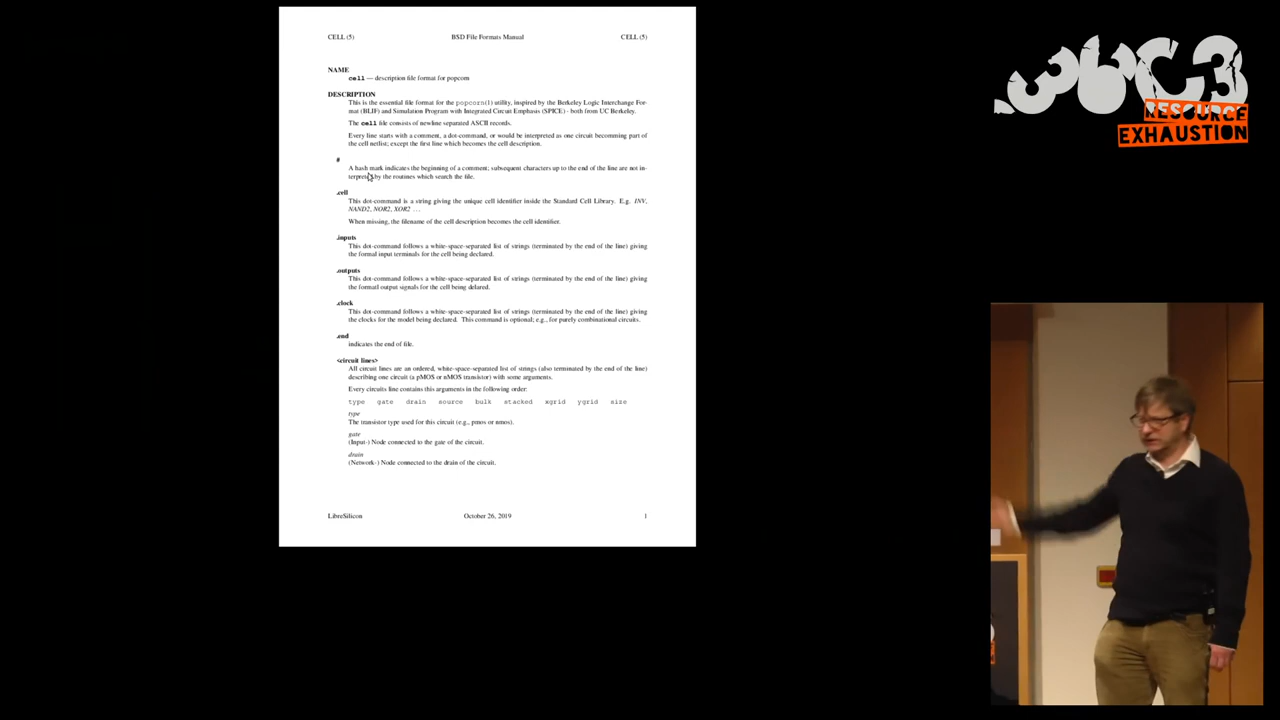 CELL (5) BSD File Formats Manual CELL (5)
NAME
cell — description file format for popcorn
DESCRIPTION
This is the essential file format for the popcorn(1) utility, inspired by the Berkeley Logic Interchange For-
mat (BLIF) and Simulation Program with Integrated Circuit Emphasis (SPICE) - both from UC Berkeley.
The cell file consists of newline separated ASCII records.
Every line starts with a comment, a dot-command, or would be interpreted as one circuit becomming part of
the cell netlist; except the first line which becomes the cell description.
#
A hash mark indicates the beginning of a comment; subsequent characters up to the end of the line are not in-
terpreted by the routines which search the file.
.cell
This dot-command is a string giving the unique cell identifier inside the Standard Cell Library. E.g. INV,
NAND2, NOR2, XOR2 ...
When missing, the filename of the cell description becomes the cell identifier.
.inputs
This dot-command follows a white-space-separated list of strings (terminated by the end of the line) giving
the formal input terminals for the cell being declared.
.outputs
This dot-command follows a white-space-separated list of strings (terminated by the end of the line) giving
the formatl output signals for the cell being delared.
.clock
This dot-command follows a white-space-separated list of strings (terminated by the end of the line) giving
the clocks for the model being declared. This command is optional; e.g., for purely combinational circuits.
.end
indicates the end of file.
<circuit lines>
All circuit lines are an ordered, white-space-separated list of strings (also terminated by the end of the line)
describing one circuit (a pMOS or nMOS transistor) with some arguments.
Every circuits line contains this arguments in the following order:
type gate drain source bulk stacked xgrid ygrid size
type
The transistor type used for this circuit (e.g., pmos or nmos).
gate
(Input-) Node connected to the gate of the circuit.
drain
(Network-) Node connected to the drain of the circuit.
LibreSilicon October 26, 2019 1
36C3
RESOURCE
EXHAUSTION